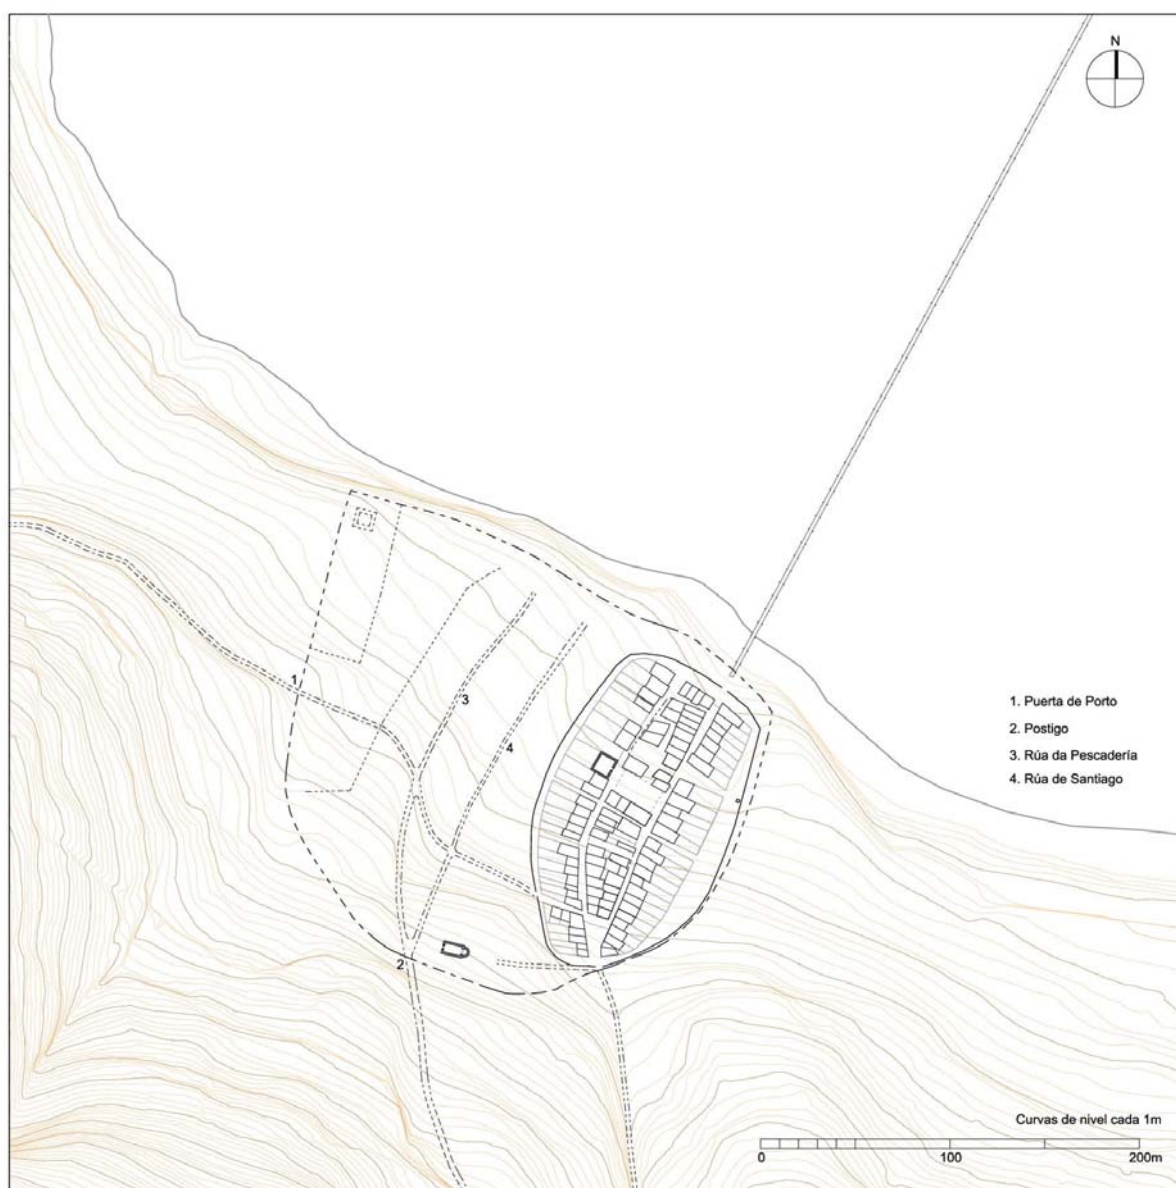 N
1
3
4
2
1. Puerta de Porto
2. Postigo
3. Rúa da Pescadería
4. Rúa de Santiago
Curvas de nivel cada 1m
0 100 200m